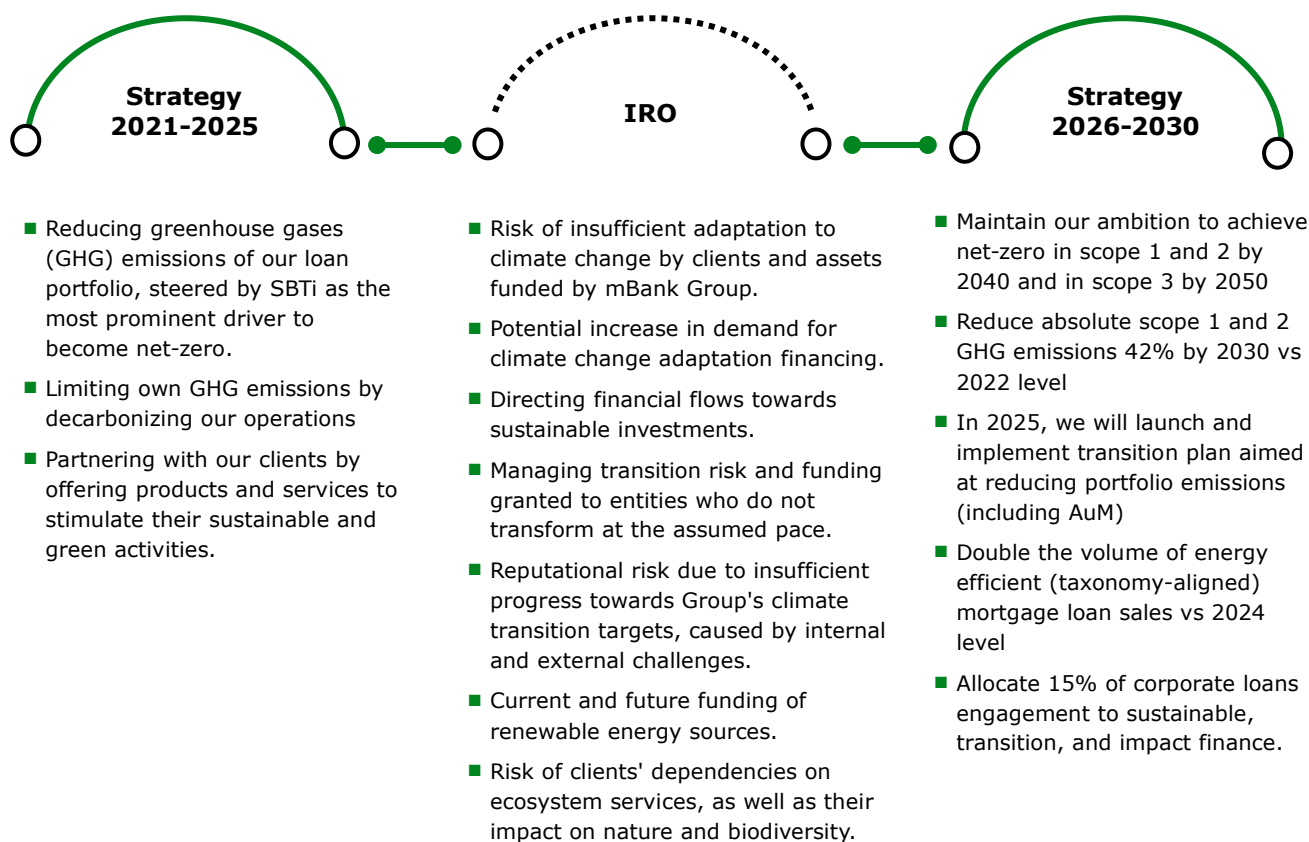 Strategy
2021-2025
IRO
Strategy
2026-2030
Reducing greenhouse gases
(GHG) emissions of our loan
portfolio, steered by SBTi as the
most prominent driver to
become net-zero.
Limiting own GHG emissions by
decarbonizing our operations
Partnering with our clients by
offering products and services to
stimulate their sustainable and
green activities.
Risk of insufficient adaptation to
climate change by clients and assets
funded by mBank Group.
Potential increase in demand for
climate change adaptation financing.
Directing financial flows towards
sustainable investments.
Managing transition risk and funding
granted to entities who do not
transform at the assumed pace.
Reputational risk due to insufficient
progress towards Group's climate
transition targets, caused by internal
and external challenges.
Current and future funding of
renewable energy sources.
Risk of clients' dependencies on
ecosystem services, as well as their
impact on nature and biodiversity.
Maintain our ambition to achieve
net-zero in scope 1 and 2 by
2040 and in scope 3 by 2050
Reduce absolute scope 1 and 2
GHG emissions 42% by 2030 vs
2022 level
In 2025, we will launch and
implement transition plan aimed
at reducing portfolio emissions
(including AuM)
Double the volume of energy
efficient (taxonomy-aligned)
mortgage loan sales vs 2024
level
Allocate 15% of corporate loans
engagement to sustainable,
transition, and impact finance.